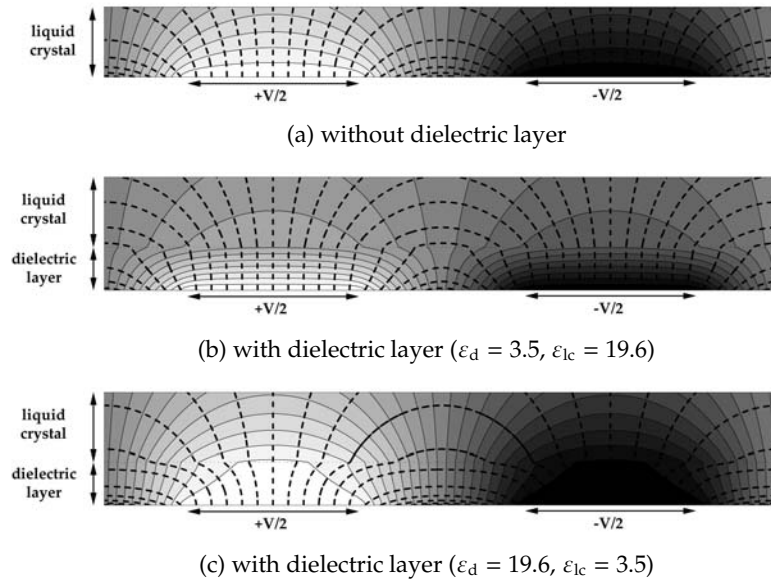 liquid
crystal
+V/2
-V/2
(a) without dielectric layer
liquid
crystal
dielectric
layer
+V/2
-V/2
(b) with dielectric layer (εd = 3.5, εlc = 19.6)
liquid
crystal
dielectric
layer
+V/2
-V/2
(c) with dielectric layer (εd = 19.6, εlc = 3.5)